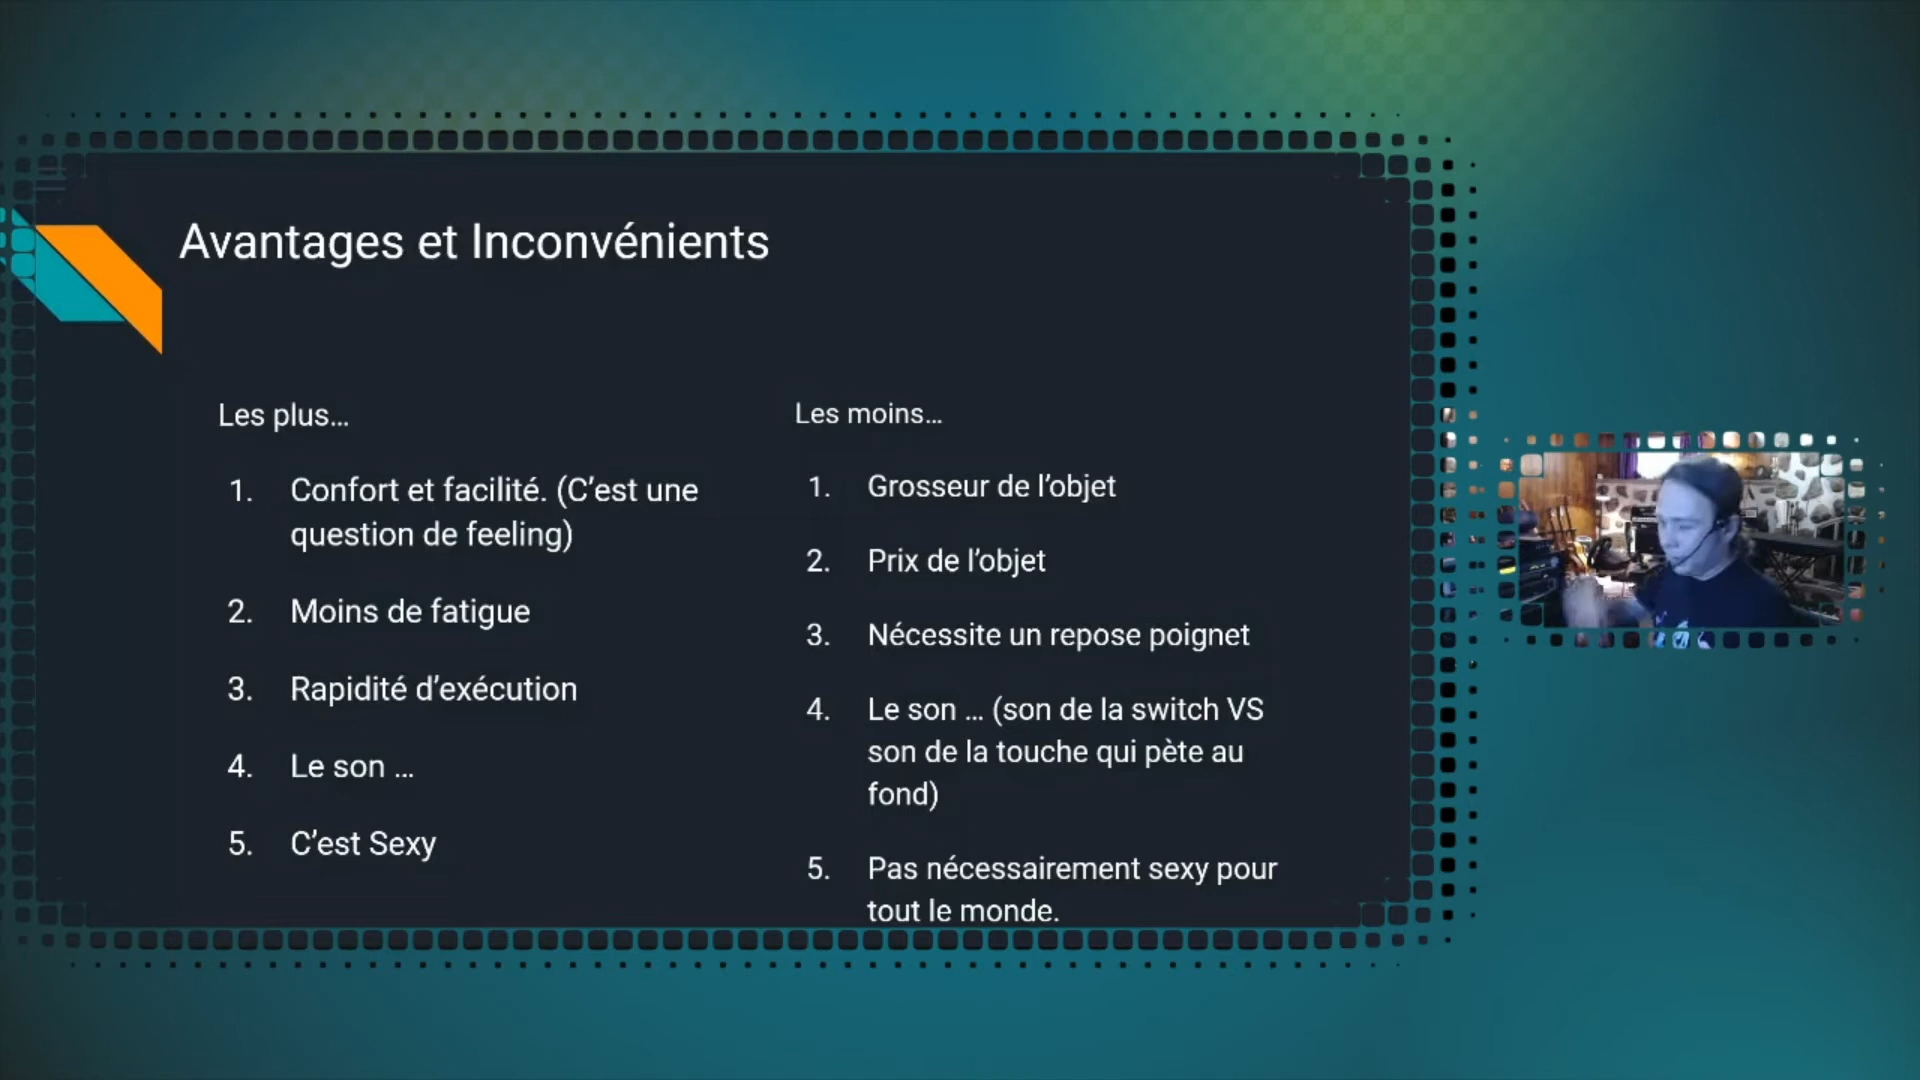 Avantages et Inconvénients
Les plus…
1. Confort et facilité. (C’est une
question de feeling)
2. Moins de fatigue
3. Rapidité d’exécution
4. Le son …
5. C’est Sexy
Les moins…
1. Grosseur de l’objet
2. Prix de l’objet
3. Nécessite un repose poignet
4. Le son … (son de la switch VS
son de la touche qui pète au
fond)
5. Pas nécessairement sexy pour
tout le monde.